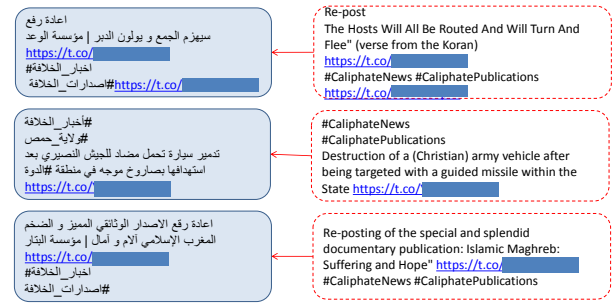 اعادة رفع
سيهزم الجمع و يولون الدبر | مؤسسة الوعد
https://t.co/
اخبار_الخلافة#
https://t.co/#اصدارات_الخلافة
Re-post
The Hosts Will All Be Routed And Will Turn And
Flee" (verse from the Koran)
https://t.co/
#CaliphateNews #CaliphatePublications
https://t.co/
#أخبار_الخلافة
#ولاية_حمص
تدمير سيارة تحمل مضاد للجيش النصيري بعد
استهدافها بصاروخ موجه في منطقة #الدوة
https://t.co/
#CaliphateNews
#CaliphatePublications
Destruction of a (Christian) army vehicle after
being targeted with a guided missile within the
State https://t.co/
اعادة رفع الاصدار الوثائقي المميز و الضخم
المغرب الإسلامي آلام و آمال | مؤسسة البتار
https://t.co/
اخبار_الخلافة#
#اصدارات_الخلافة
Re-posting of the special and splendid
documentary publication: Islamic Maghreb:
Suffering and Hope" https://t.co/
#CaliphateNews #CaliphatePublications